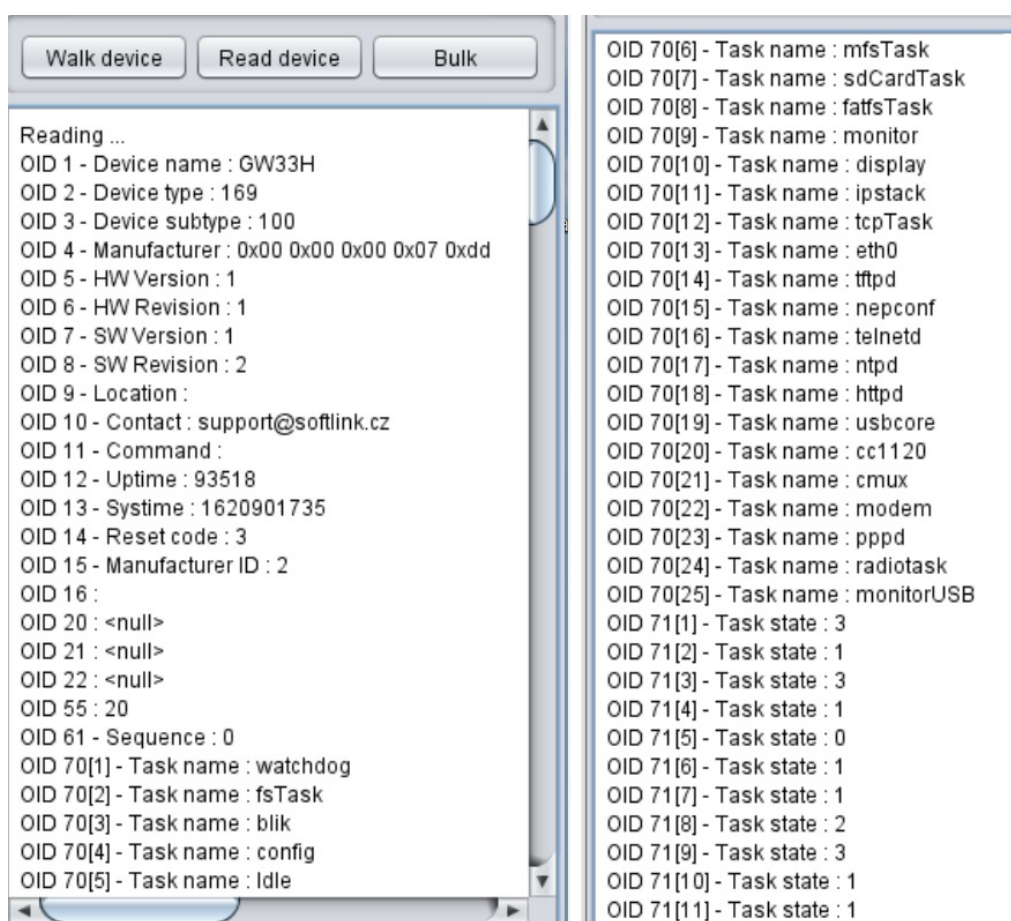 Walk device
Read device
Bulk
Reading ...
OID 1 - Device name : GW33H
OID 2 - Device type : 169
OID 3 - Device subtype : 100
OID 4 - Manufacturer : 0x00 0x00 0x00 0x07 0xdd
OID 5 - HW Version : 1
OID 6 - HW Revision : 1
OID 7 - SW Version : 1
OID 8 - SW Revision : 2
OID 9 - Location :
OID 10 - Contact : support@softlink.cz
OID 11 - Command :
OID 12 - Uptime : 93518
OID 13 - Systime : 1620901735
OID 14 - Reset code : 3
OID 15 - Manufacturer ID : 2
OID 16 :
OID 20 : <null>
OID 21 : <null>
OID 22 : <null>
OID 55 : 20
OID 61 - Sequence : 0
OID 70[1] - Task name : watchdog
OID 70[2] - Task name : fsTask
OID 70[3] - Task name : blik
OID 70[4] - Task name : config
OID 70[5] - Task name : Idle
OID 70[6] - Task name : mfsTask
OID 70[7] - Task name : sdCardTask
OID 70[8] - Task name : fatfsTask
OID 70[9] - Task name : monitor
OID 70[10] - Task name : display
OID 70[11] - Task name : ipstack
OID 70[12] - Task name : tcpTask
OID 70[13] - Task name : eth0
OID 70[14] - Task name : tftpd
OID 70[15] - Task name : nepconf
OID 70[16] - Task name : telnetd
OID 70[17] - Task name : ntpd
OID 70[18] - Task name : httpd
OID 70[19] - Task name : usbcore
OID 70[20] - Task name : cc1120
OID 70[21] - Task name : cmux
OID 70[22] - Task name : modem
OID 70[23] - Task name : pppd
OID 70[24] - Task name : radiotask
OID 70[25] - Task name : monitorUSB
OID 71[1] - Task state : 3
OID 71[2] - Task state : 1
OID 71[3] - Task state : 3
OID 71[4] - Task state : 1
OID 71[5] - Task state : 0
OID 71[6] - Task state : 1
OID 71[7] - Task state : 1
OID 71[8] - Task state : 2
OID 71[9] - Task state : 3
OID 71[10] - Task state : 1
OID 71[11] - Task state : 1